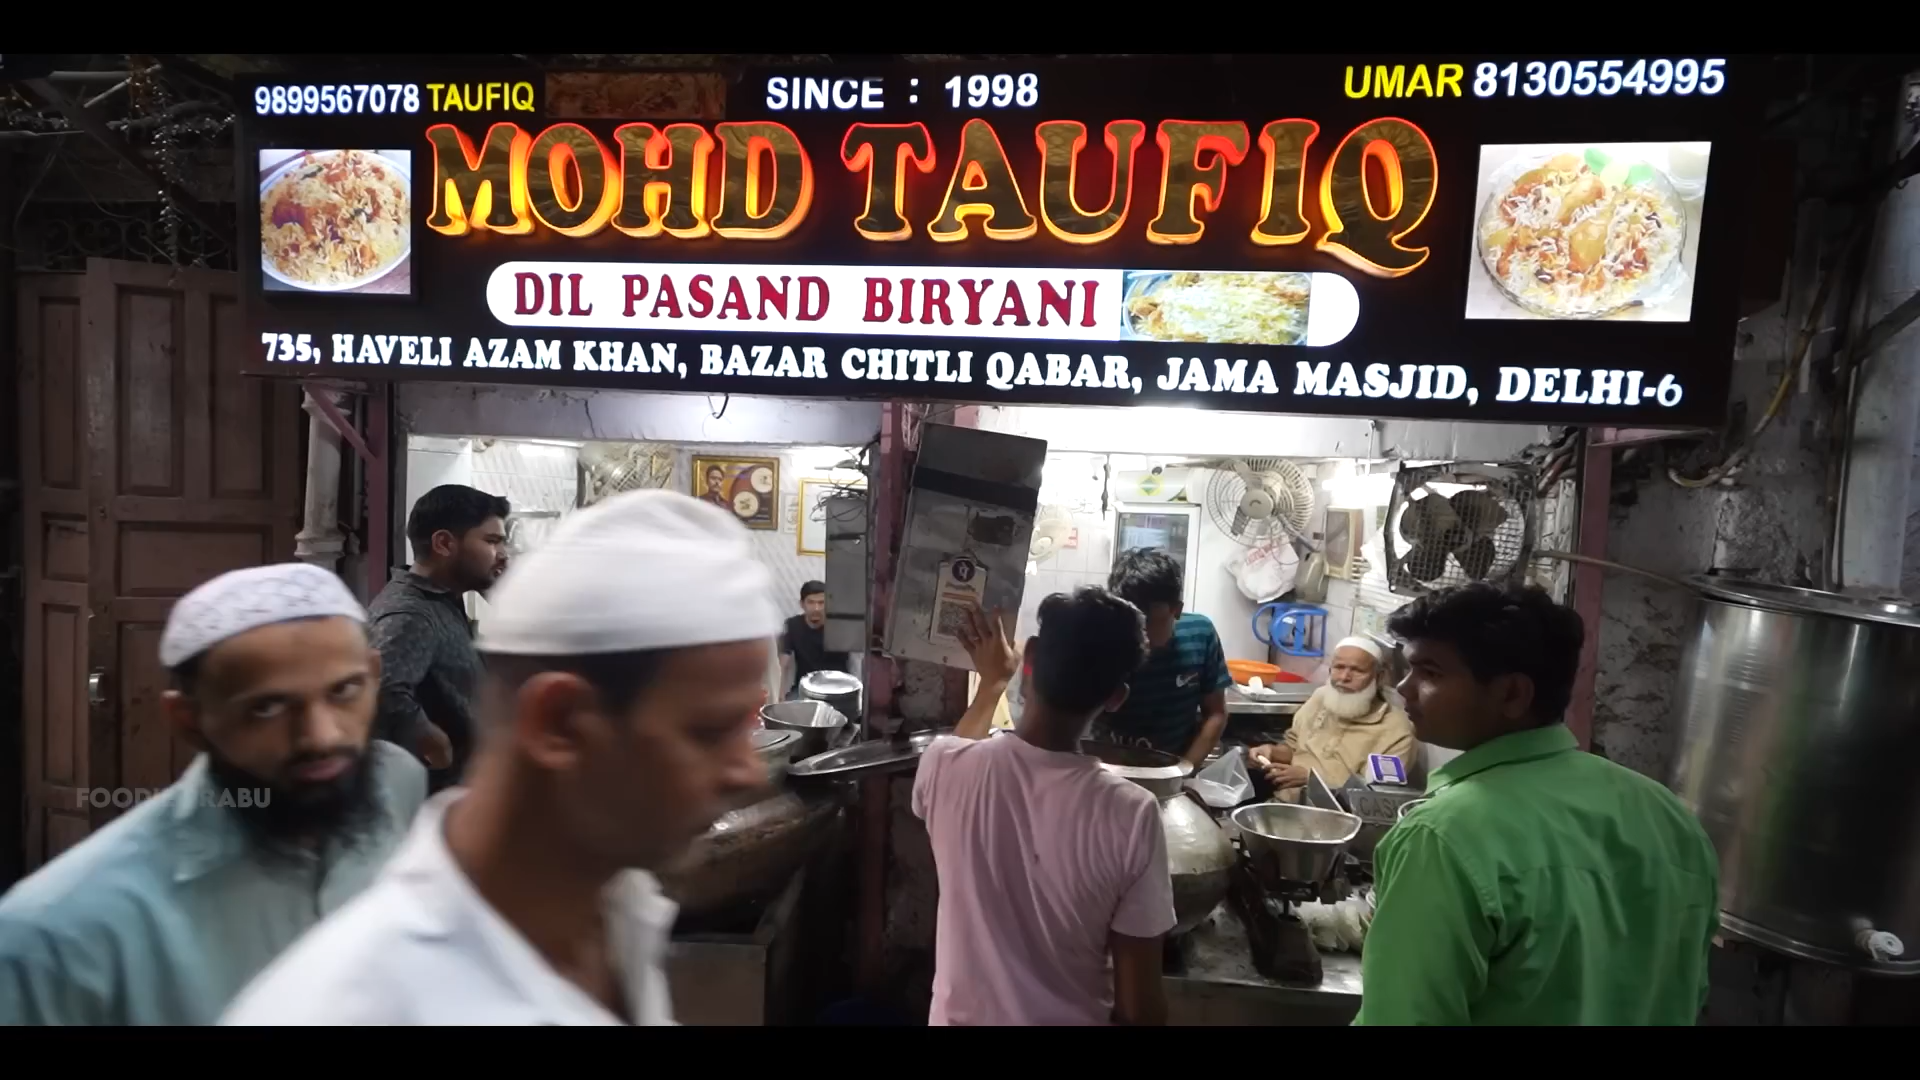 9899567078 TAUFIQ SINCE : 1998 UMAR 8130554995
MOHD TAUFIQ
DIL PASAND BIRYANI
735, HAVELI AZAM KHAN, BAZAR CHITLI QABAR, JAMA MASJID, DELHI-6
CASH